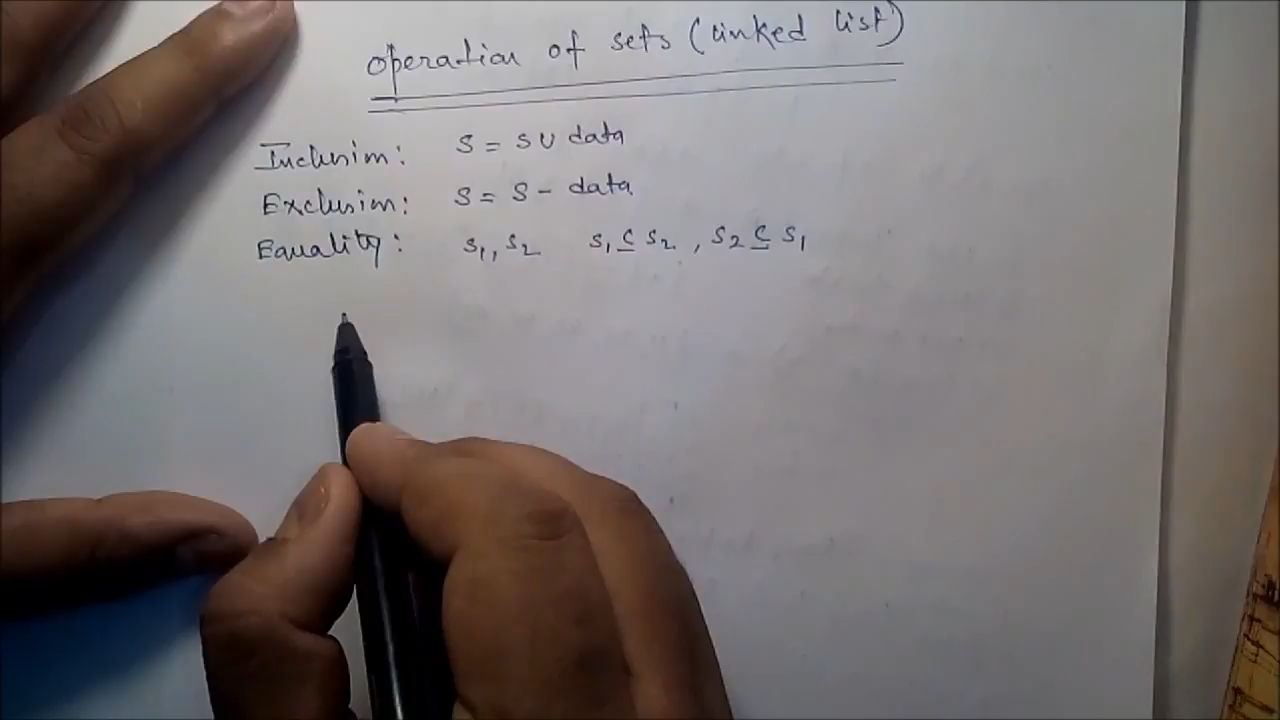 operation of sets (linked list)
Inclusion: S = S ∪ data
Exclusion: S = S - data
Equality: S₁, S₂ S₁ ⊆ S₂ , S₂ ⊆ S₁